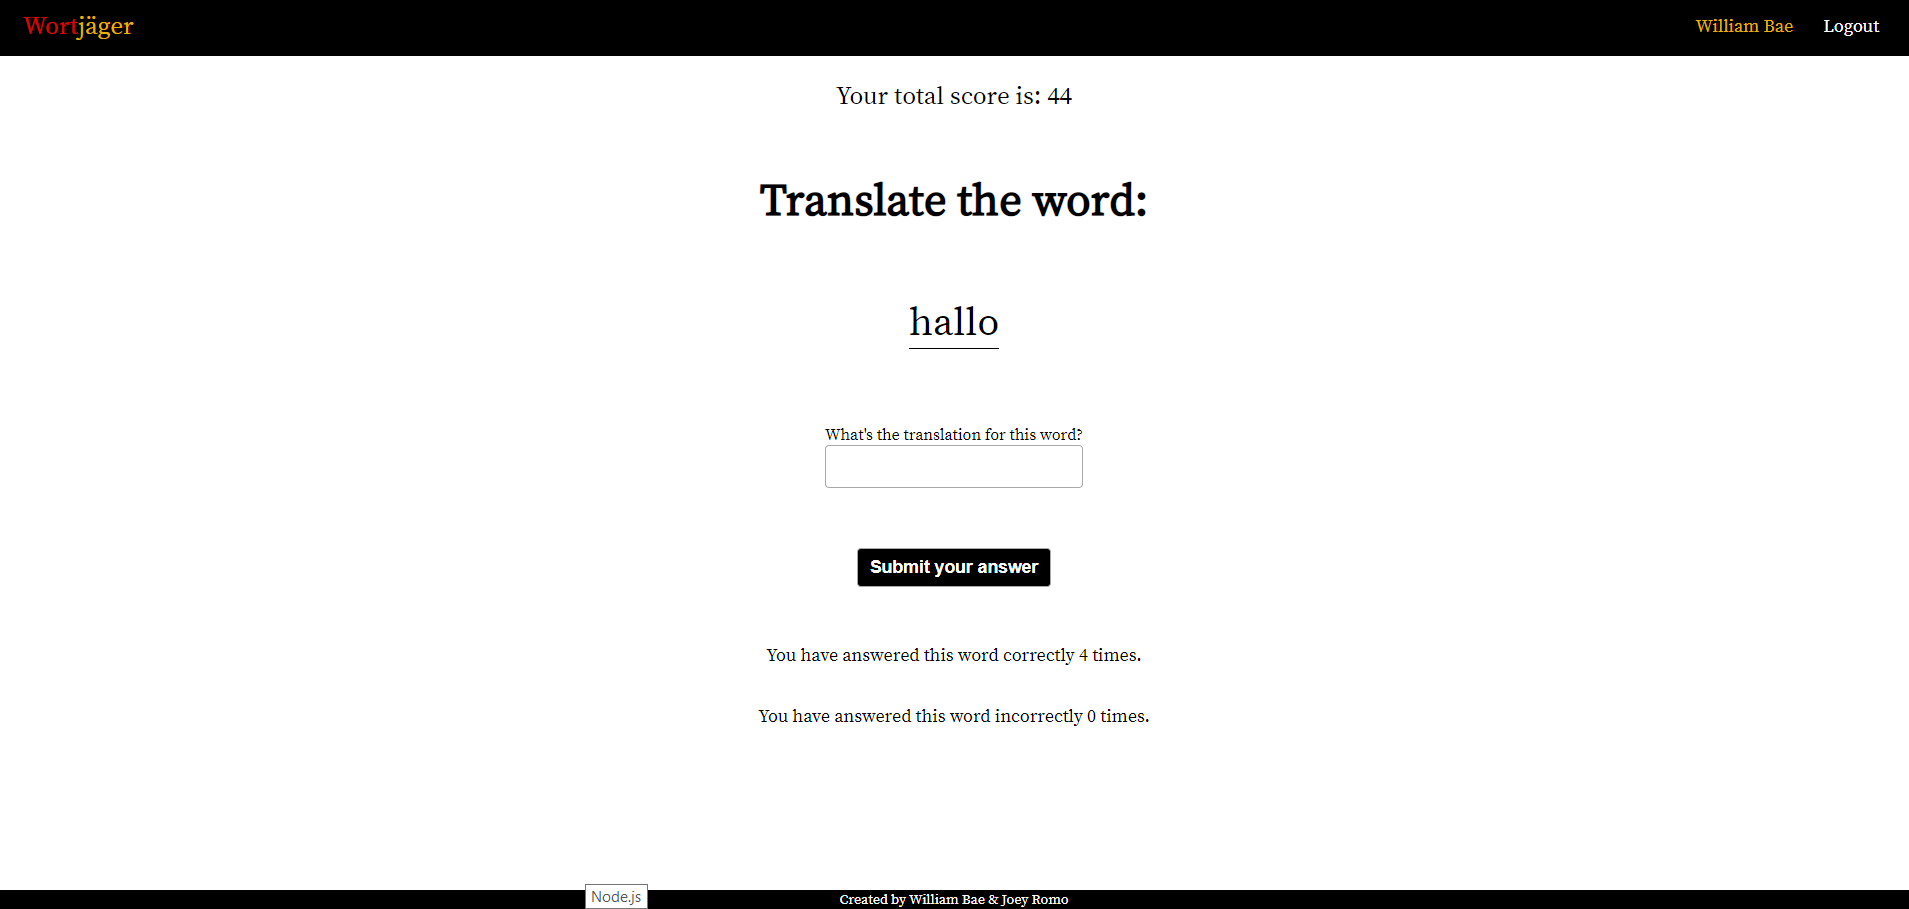 Wortjäger
William Bae Logout
Your total score is: 44
Translate the word:
hallo
What's the translation for this word?
Submit your answer
You have answered this word correctly 4 times.
You have answered this word incorrectly 0 times.
Node.js
Created by William Bae & Joey Romo